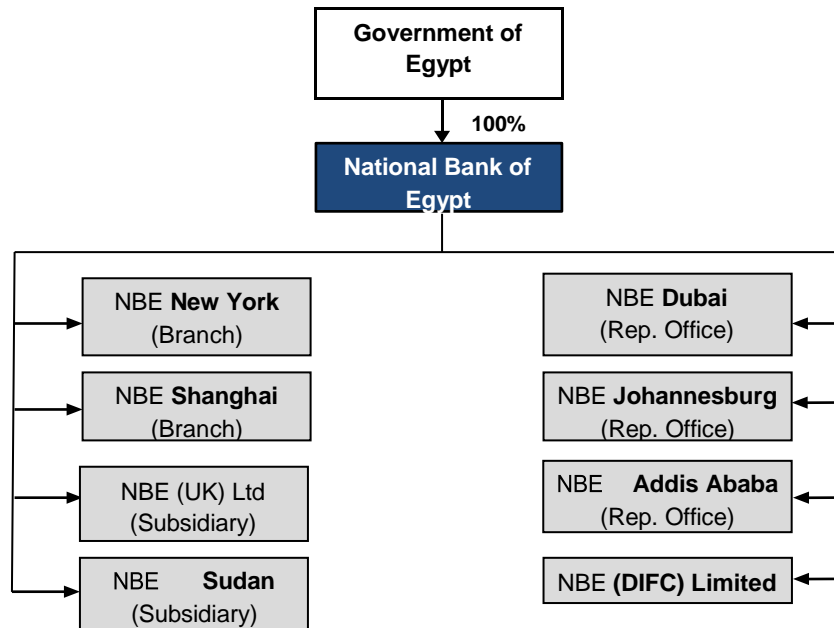 Government of
Egypt
100%
National Bank of
Egypt
NBE New York
(Branch)
NBE Shanghai
(Branch)
NBE (UK) Ltd
(Subsidiary)
NBE Sudan
(Subsidiary)
NBE Dubai
(Rep. Office)
NBE Johannesburg
(Rep. Office)
NBE Addis Ababa
(Rep. Office)
NBE (DIFC) Limited